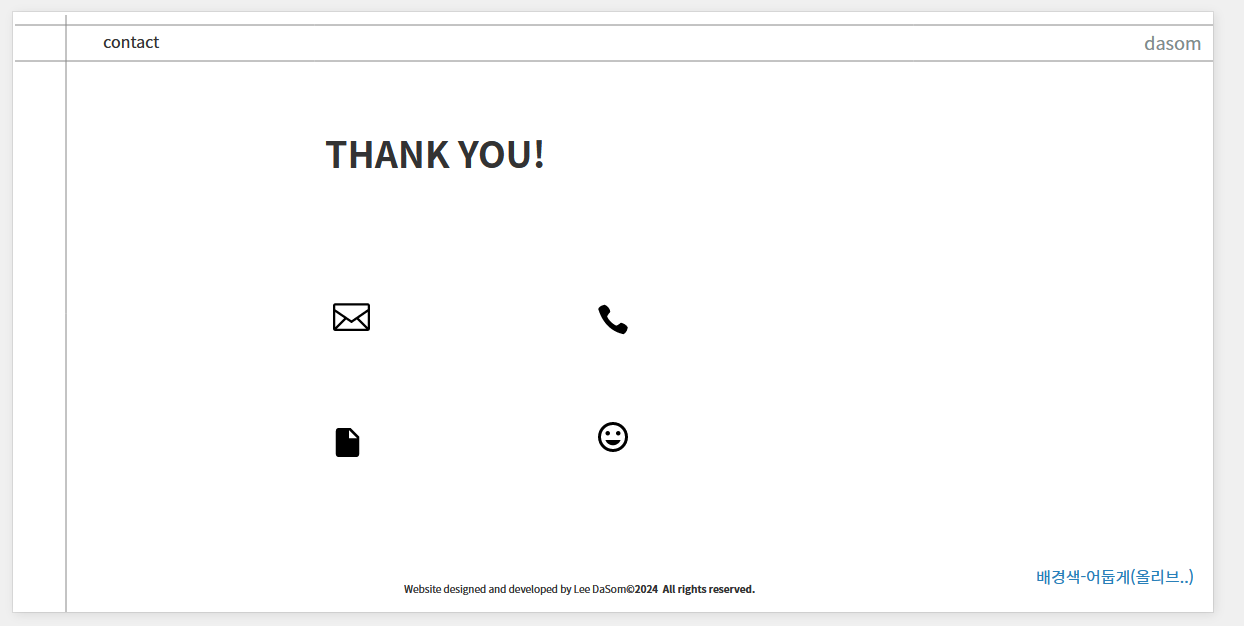 contact
dasom
THANK YOU!
배경색-어둡게(올리브..)
Website designed and developed by Lee DaSom©2024  All rights reserved.